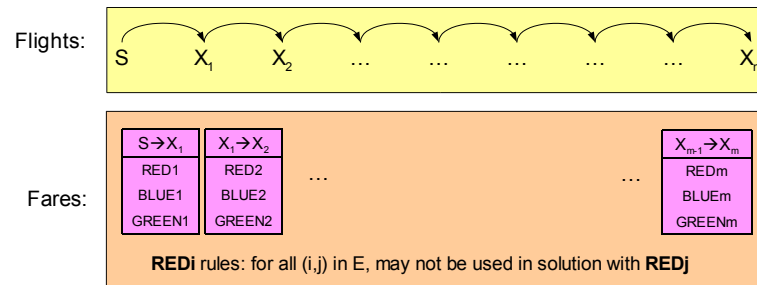 Flights:
S X₁ X₂ ... ... ... ... ... Xₙ
Fares:
S→X₁ X₁→X₂ Xₘ₋₁→Xₘ
RED1 RED2 ... ... REDm
BLUE1 BLUE2 BLUEm
GREEN1 GREEN2 GREENm
REDi rules: for all (i,j) in E, may not be used in solution with REDj